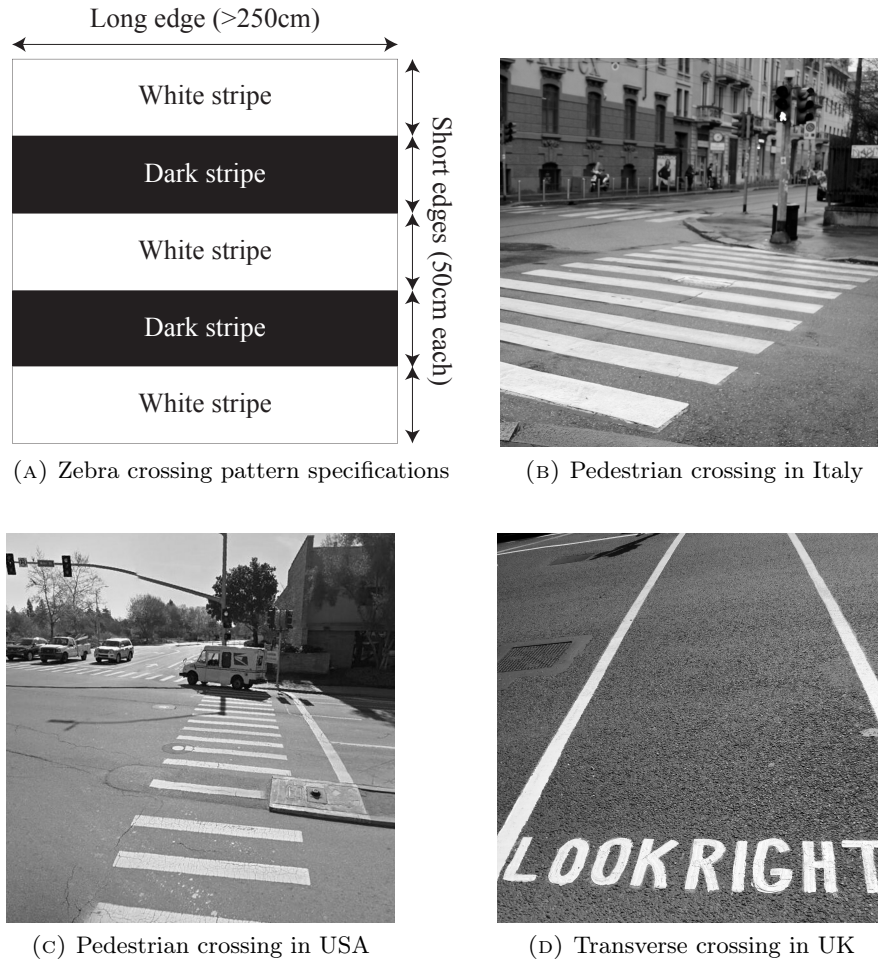 Long edge (>250cm)
White stripe
Dark stripe
White stripe
Dark stripe
White stripe
Short edges (50cm each)
(A) Zebra crossing pattern specifications
(B) Pedestrian crossing in Italy
(C) Pedestrian crossing in USA
LOOK RIGHT
(D) Transverse crossing in UK